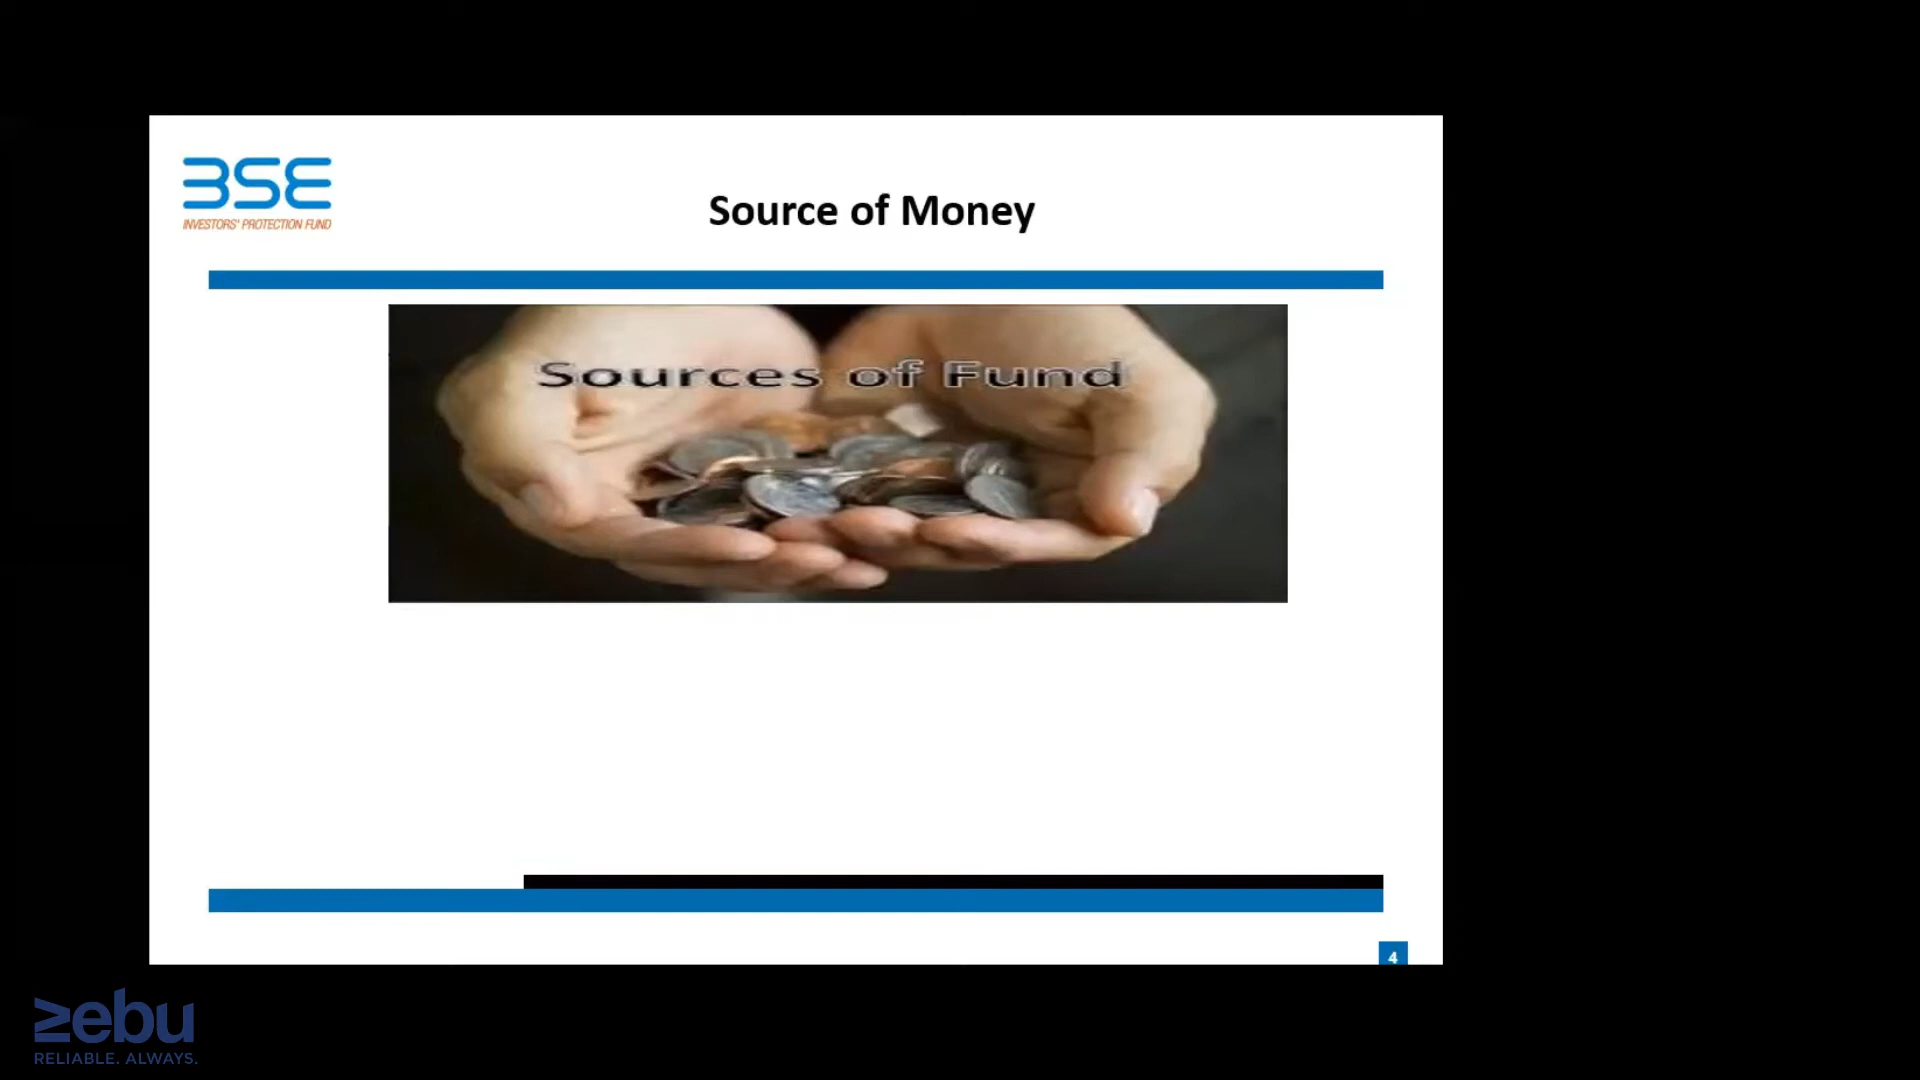 BSE
INVESTORS' PROTECTION FUND
Source of Money
Sources of Fund
4
zebu
RELIABLE. ALWAYS.